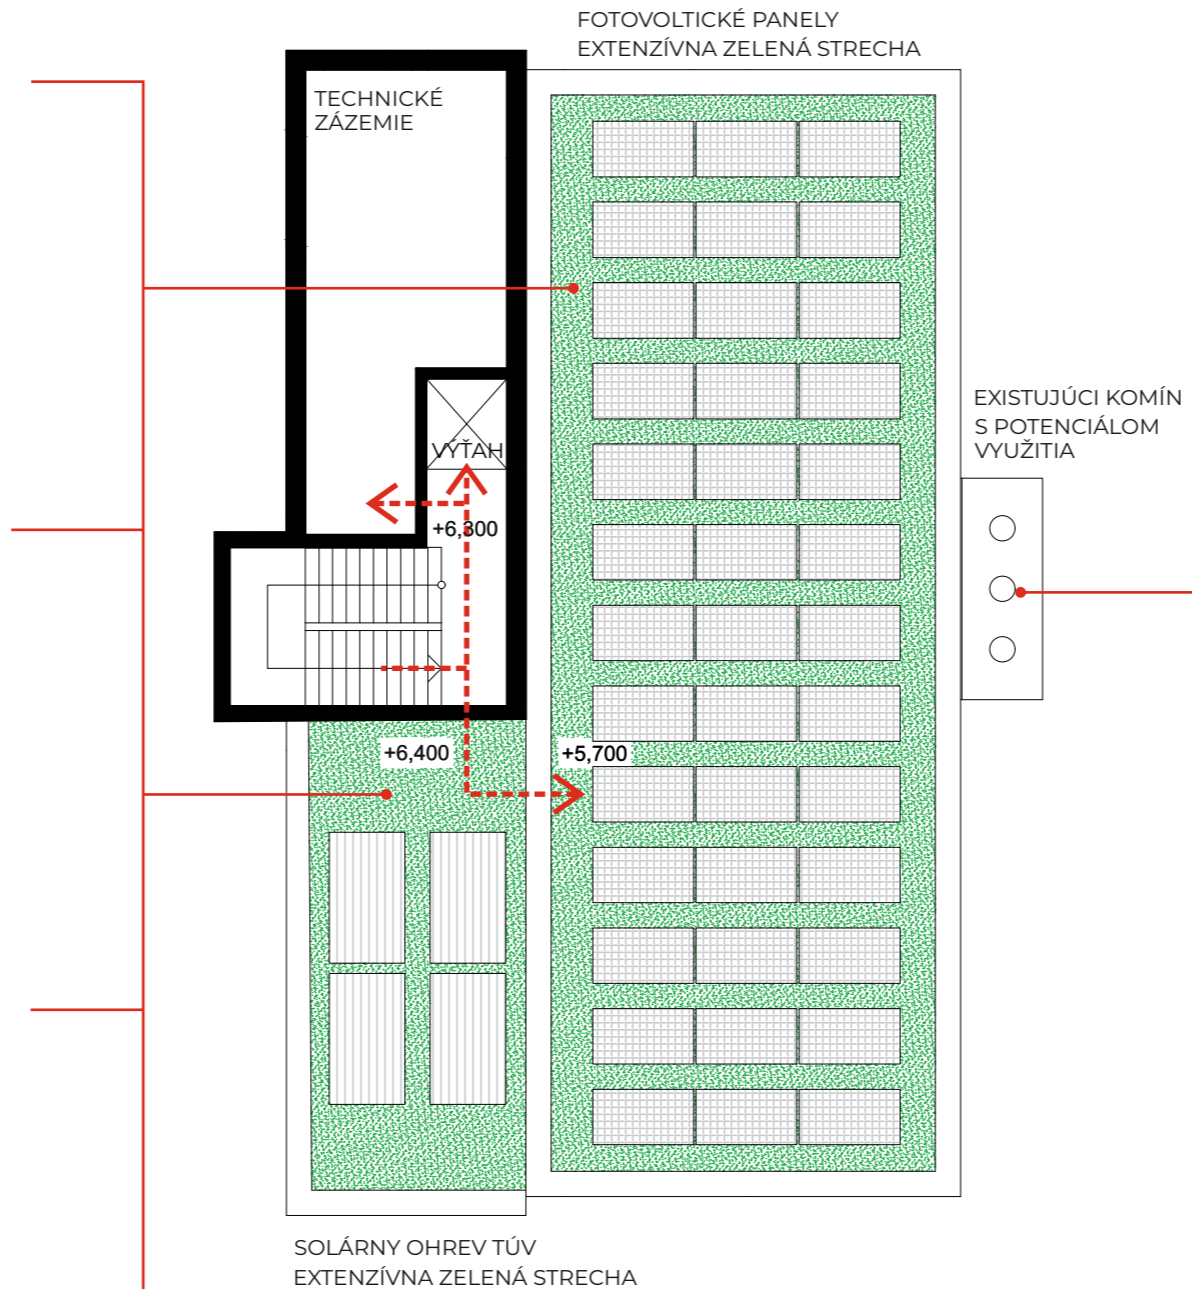 FOTOVOLTICKÉ PANELY
EXTENZÍVNA ZELENÁ STRECHA
TECHNICKÉ
ZÁZEMIE
EXISTUJÚCI KOMÍN
S POTENCIÁLOM
VYUŽITIA
VÝŤAH
+6,300
+6,400
+5,700
SOLÁRNY OHREV TÚV
EXTENZÍVNA ZELENÁ STRECHA